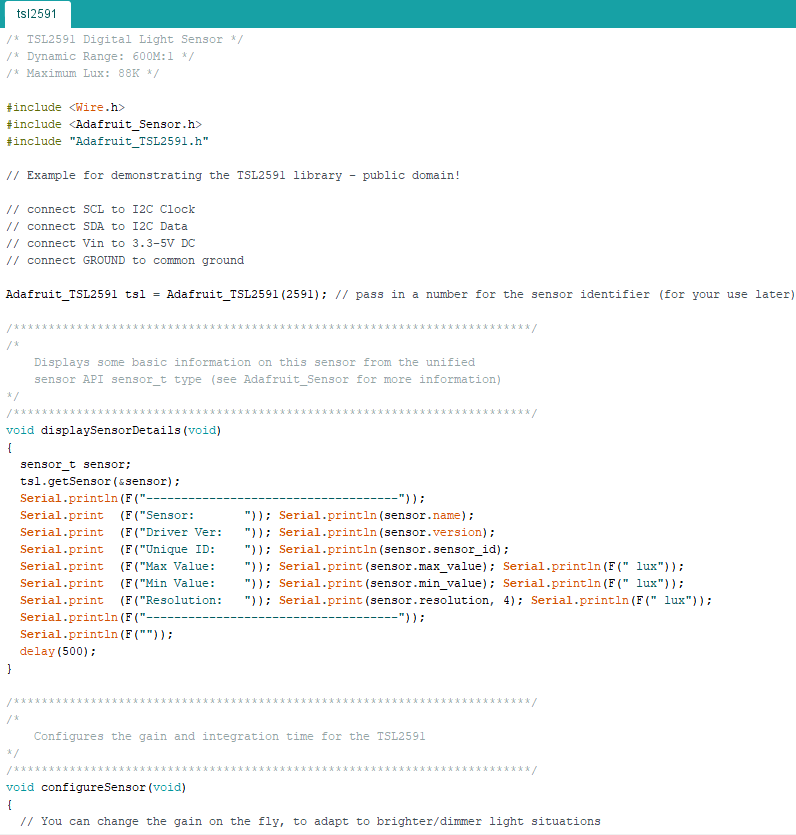 tsl2591
/* TSL2591 Digital Light Sensor */
/* Dynamic Range: 600M:1 */
/* Maximum Lux: 88K */
#include <Wire.h>
#include <Adafruit_Sensor.h>
#include "Adafruit_TSL2591.h"
// Example for demonstrating the TSL2591 library - public domain!
// connect SCL to I2C Clock
// connect SDA to I2C Data
// connect Vin to 3.3-5V DC
// connect GROUND to common ground
Adafruit_TSL2591 tsl = Adafruit_TSL2591(2591); // pass in a number for the sensor identifier (for your use later)
/**************************************************************************/
/*
    Displays some basic information on this sensor from the unified
    sensor API sensor_t type (see Adafruit_Sensor for more information)
*/
/**************************************************************************/
void displaySensorDetails(void)
{
  sensor_t sensor;
  tsl.getSensor(&sensor);
  Serial.println(F("------------------------------------"));
  Serial.print  (F("Sensor:       ")); Serial.println(sensor.name);
  Serial.print  (F("Driver Ver:   ")); Serial.println(sensor.version);
  Serial.print  (F("Unique ID:    ")); Serial.println(sensor.sensor_id);
  Serial.print  (F("Max Value:    ")); Serial.print(sensor.max_value); Serial.println(F(" lux"));
  Serial.print  (F("Min Value:    ")); Serial.print(sensor.min_value); Serial.println(F(" lux"));
  Serial.print  (F("Resolution:   ")); Serial.print(sensor.resolution, 4); Serial.println(F(" lux"));
  Serial.println(F("------------------------------------"));
  Serial.println(F(""));
  delay(500);
}
/**************************************************************************/
/*
    Configures the gain and integration time for the TSL2591
*/
/**************************************************************************/
void configureSensor(void)
{
  // You can change the gain on the fly, to adapt to brighter/dimmer light situations